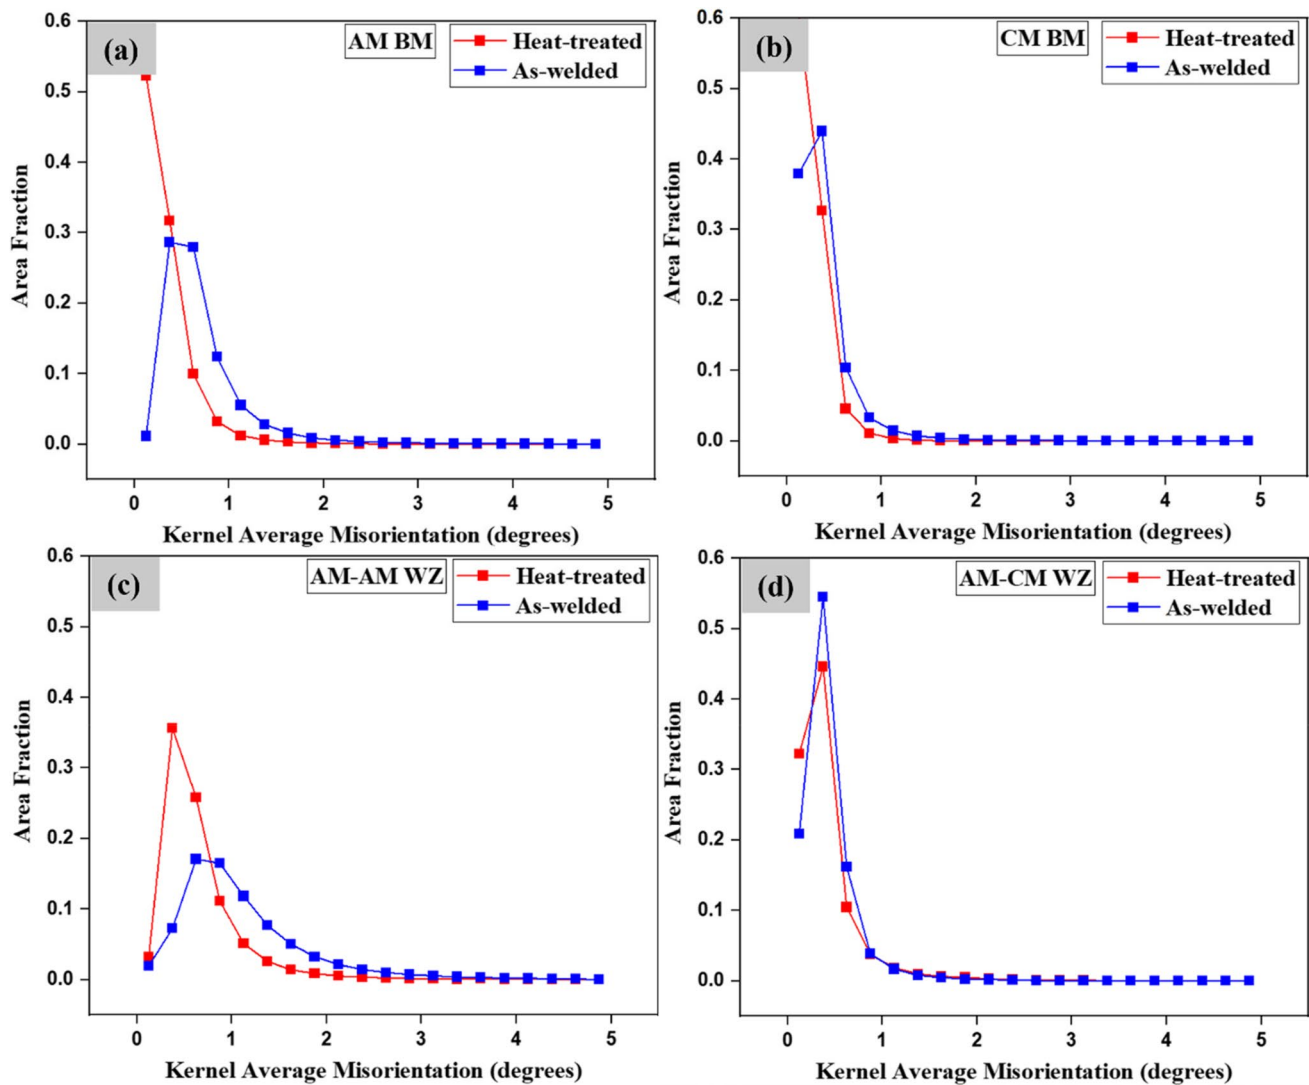 (a)
AM BM
Heat-treated
As-welded
0.6
0.5
0.4
0.3
0.2
0.1
0.0
Area Fraction
0 1 2 3 4 5
Kernel Average Misorientation (degrees)
(b)
CM BM
Heat-treated
As-welded
0.6
0.5
0.4
0.3
0.2
0.1
0.0
Area Fraction
0 1 2 3 4 5
Kernel Average Misorientation (degrees)
(c)
AM-AM WZ
Heat-treated
As-welded
0.6
0.5
0.4
0.3
0.2
0.1
0.0
Area Fraction
0 1 2 3 4 5
Kernel Average Misorientation (degrees)
(d)
AM-CM WZ
Heat-treated
As-welded
0.6
0.5
0.4
0.3
0.2
0.1
0.0
Area Fraction
0 1 2 3 4 5
Kernel Average Misorientation (degrees)